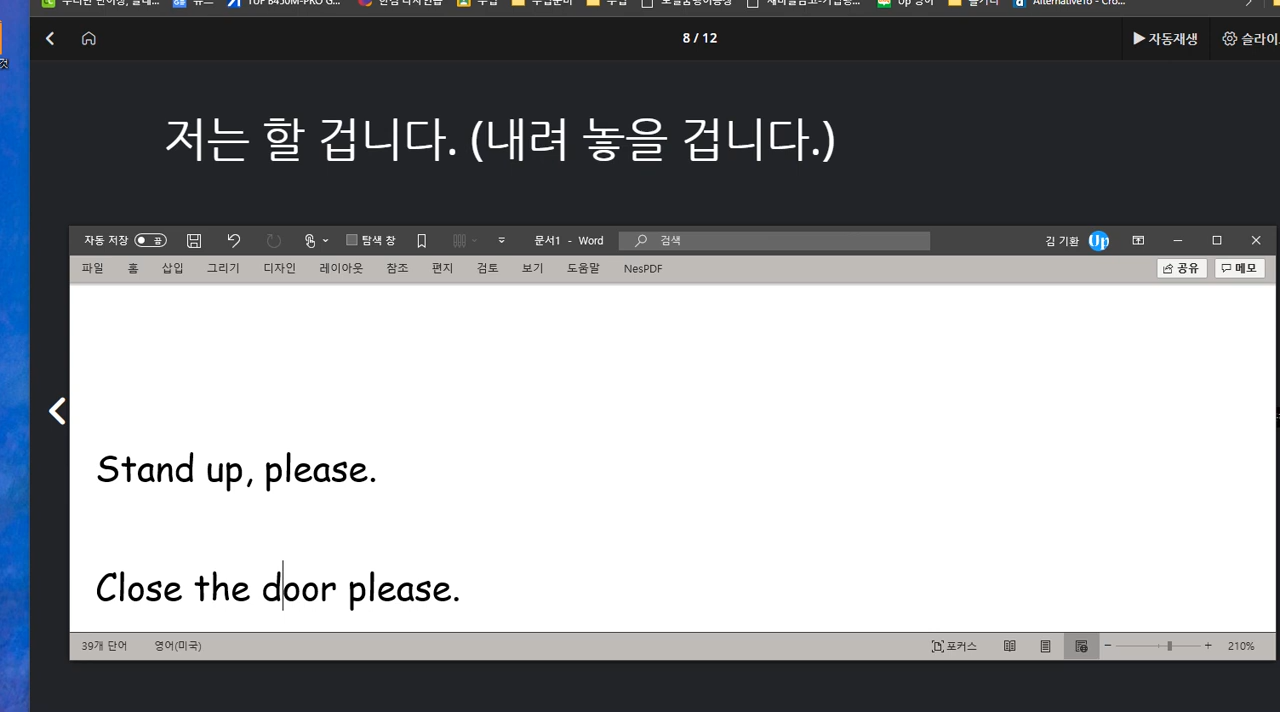 8 / 12
▶ 자동재생
저는 할 겁니다. (내려 놓을 겁니다.)
자동 저장 끔 탐색 창 문서1 - Word 검색 김 기환 Up
파일 홈 삽입 그리기 디자인 레이아웃 참조 편지 검토 보기 도움말 NesPDF 공유 메모
Stand up, please.
Close the door please.
39개 단어 영어(미국) 포커스 210%